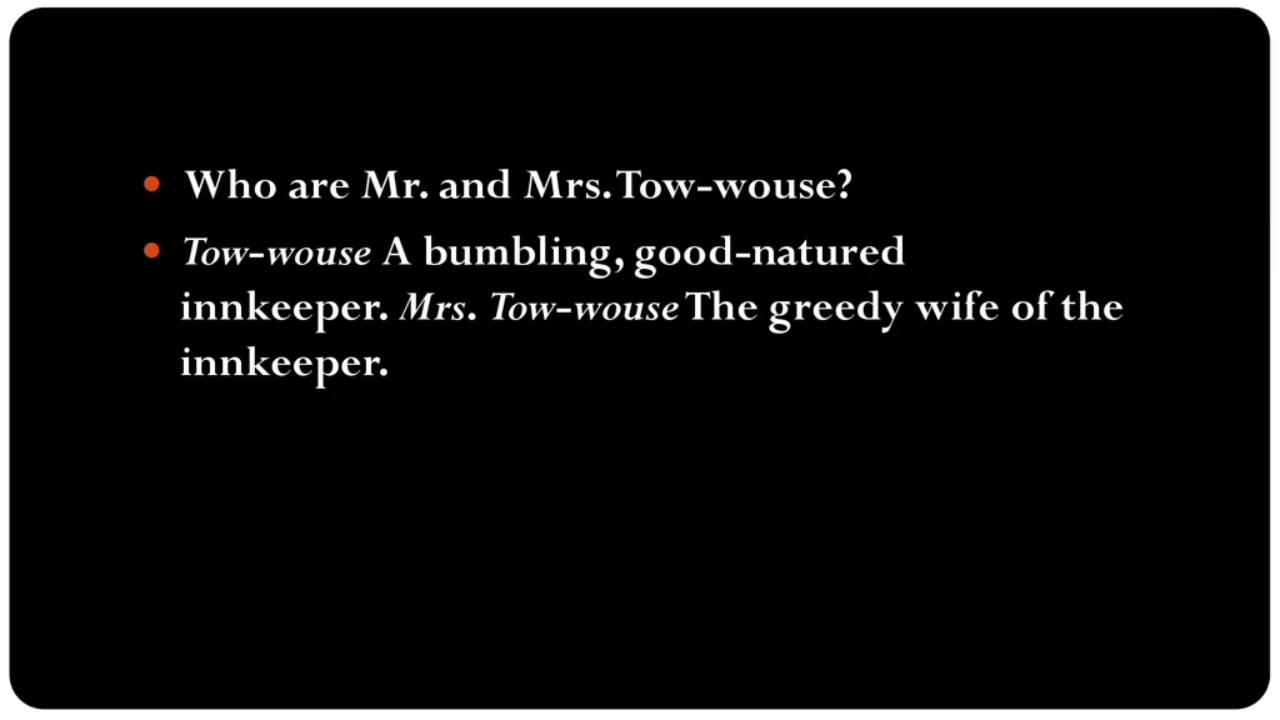 • Who are Mr. and Mrs. Tow-wouse?
• Tow-wouse A bumbling, good-natured
innkeeper. Mrs. Tow-wouse The greedy wife of the
innkeeper.